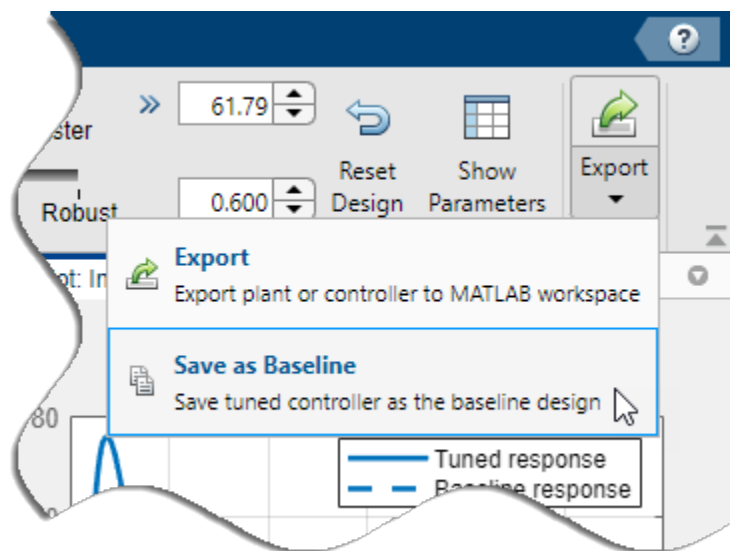 ?
ster » 61.79
Robust 0.600
Reset
Design
Show
Parameters
Export
ot: In
Export
Export plant or controller to MATLAB workspace
Save as Baseline
Save tuned controller as the baseline design
80
Tuned response
Baseline response